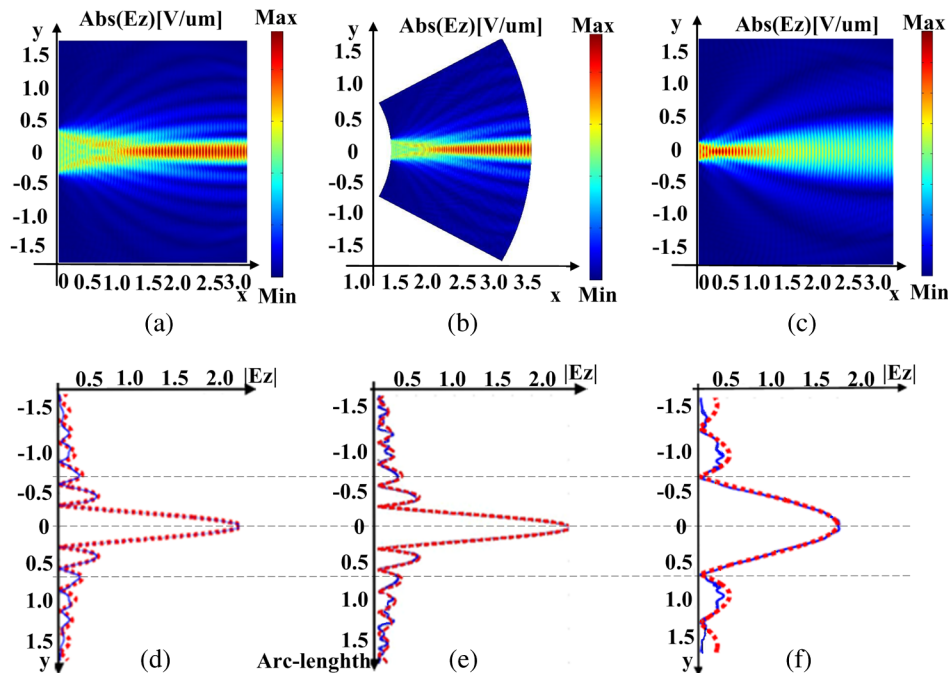 Abs(Ez)[V/um] Max
y
1.5
1.0
0.5
0
-0.5
-1.0
-1.5
0 0.5 1.0 1.5 2.0 2.5 3.0
x
Min
(a)
Abs(Ez)[V/um] Max
y
1.5
1.0
0.5
0
-0.5
-1.0
-1.5
1.0 1.5 2.0 2.5 3.0 3.5
x
Min
(b)
Abs(Ez)[V/um] Max
y
1.5
1.0
0.5
0
-0.5
-1.0
-1.5
0 0.5 1.0 1.5 2.0 2.5 3.0
x
Min
(c)
0.5 1.0 1.5 2.0 |Ez|
-1.5
-1.0
-0.5
0
0.5
1.0
1.5
y
(d)
0.5 1.0 1.5 2.0 |Ez|
-1.5
-1.0
-0.5
0
0.5
1.0
1.5
Arc-lenghth
(e)
0.5 1.0 1.5 2.0 |Ez|
-1.5
-1.0
-0.5
0
0.5
1.0
1.5
y
(f)